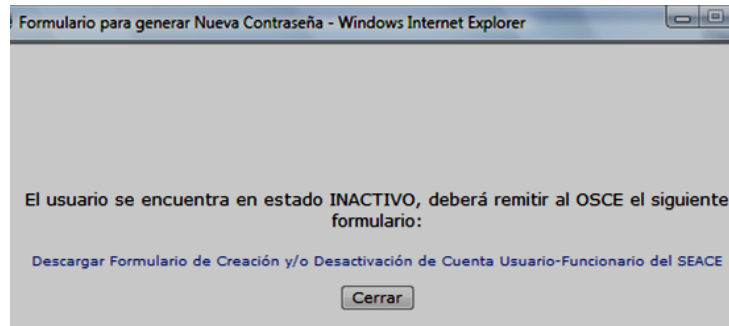 Formulario para generar Nueva Contraseña - Windows Internet Explorer
El usuario se encuentra en estado INACTIVO, deberá remitir al OSCE el siguiente
formulario:
Descargar Formulario de Creación y/o Desactivación de Cuenta Usuario-Funcionario del SEACE
Cerrar